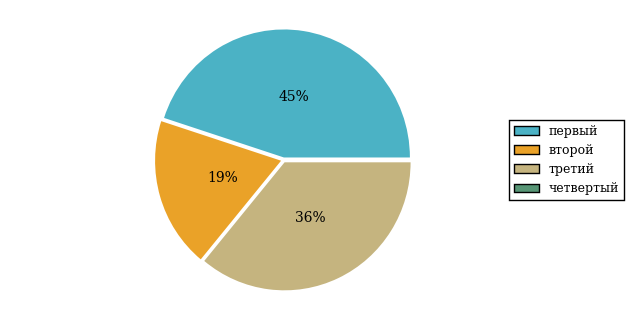 45%
19%
36%
первый
второй
третий
четвертый